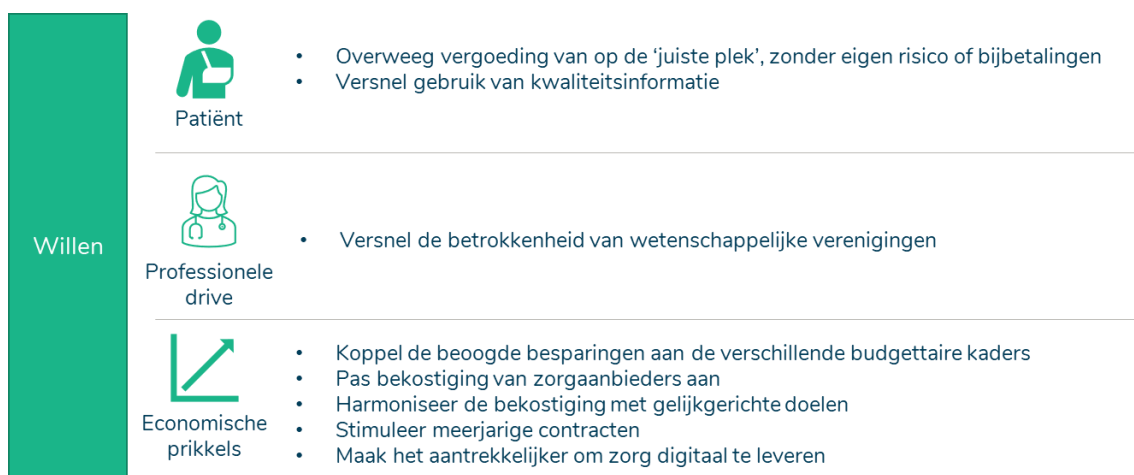 Willen
Patiënt
• Overweeg vergoeding van op de ‘juiste plek’, zonder eigen risico of bijbetalingen
• Versnel gebruik van kwaliteitsinformatie
Professionele
drive
• Versnel de betrokkenheid van wetenschappelijke verenigingen
Economische
prikkels
• Koppel de beoogde besparingen aan de verschillende budgettaire kaders
• Pas bekostiging van zorgaanbieders aan
• Harmoniseer de bekostiging met gelijkgerichte doelen
• Stimuleer meerjarige contracten
• Maak het aantrekkelijker om zorg digitaal te leveren